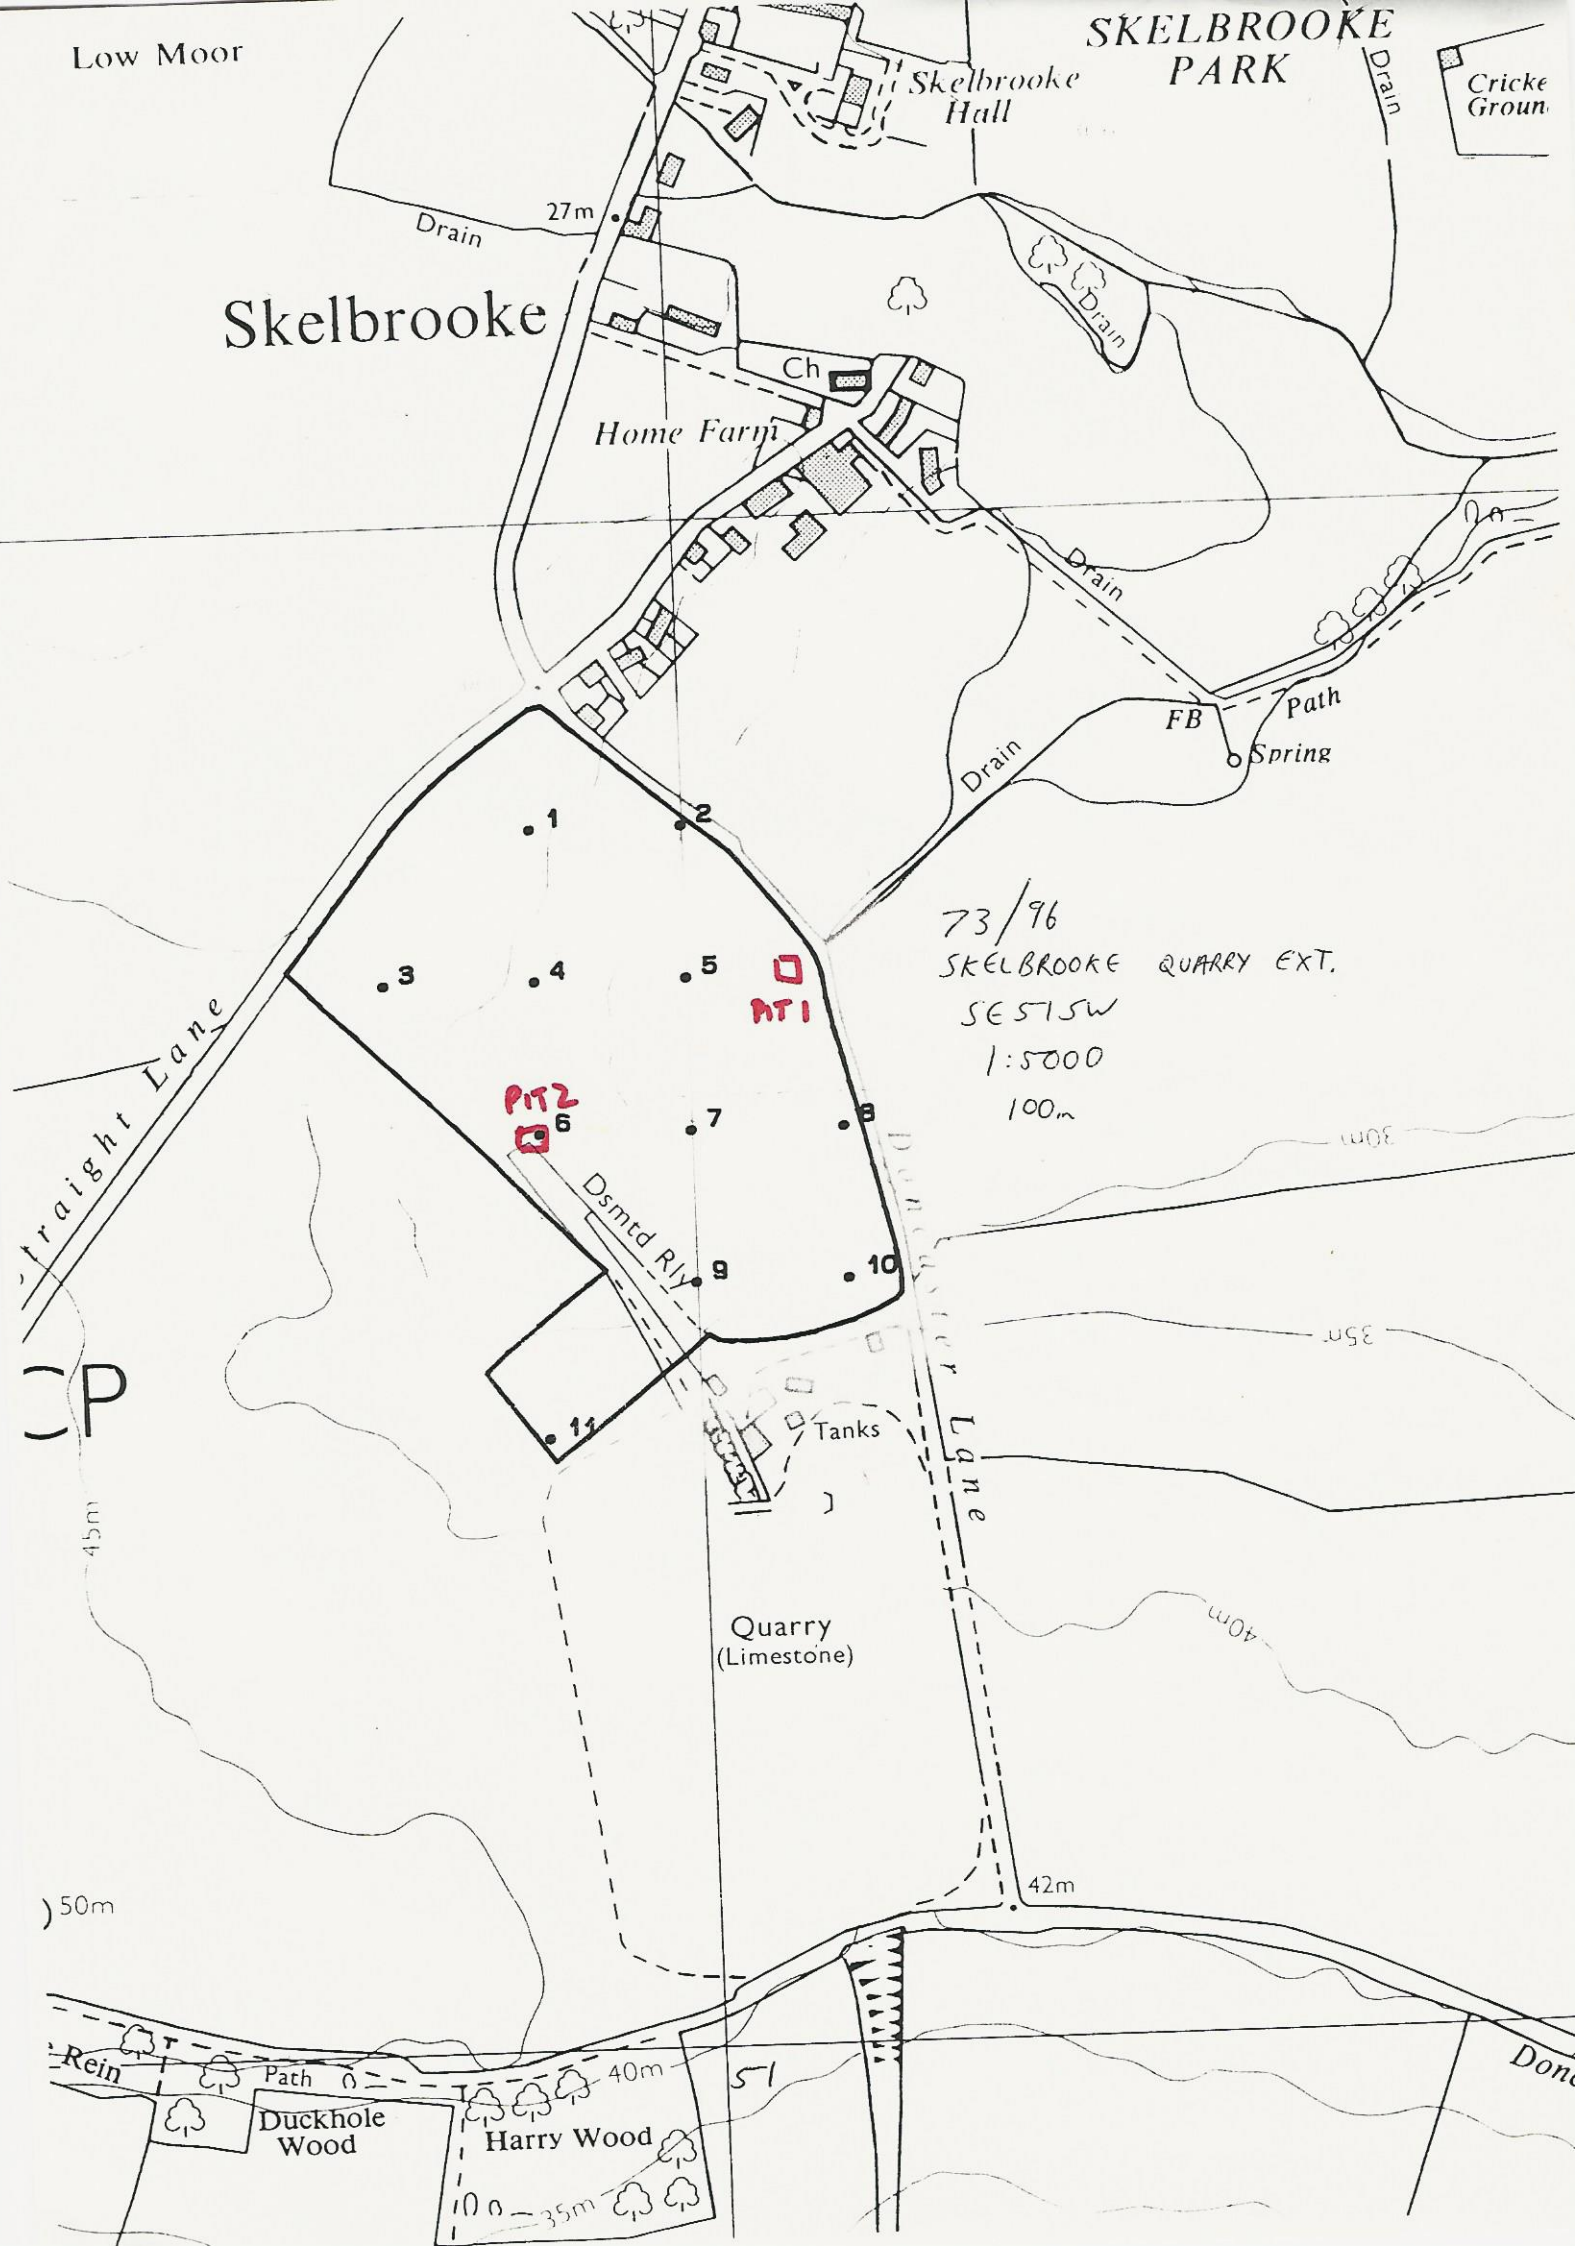 Low Moor
SKELBROOKE
PARK
Skelbrooke
Hall
Drain
Cricke
Groun
27m
Drain
Skelbrooke
Drain
Ch
Home Farm
Drain
FB
Path
Spring
Drain
1
2
3
4
5
PIT 1
73/96
SKELBROOKE QUARRY EXT.
SE51SW
1:5000
100m
Straight Lane
PIT 2
6
7
8
30m
Dsmtd Rly
9
10
35m
Doncaster Lane
CP
11
Tanks
45m
Quarry
(Limestone)
40m
42m
50m
Rein
Path
Duckhole
Wood
Harry Wood
40m
51
35m
Donc